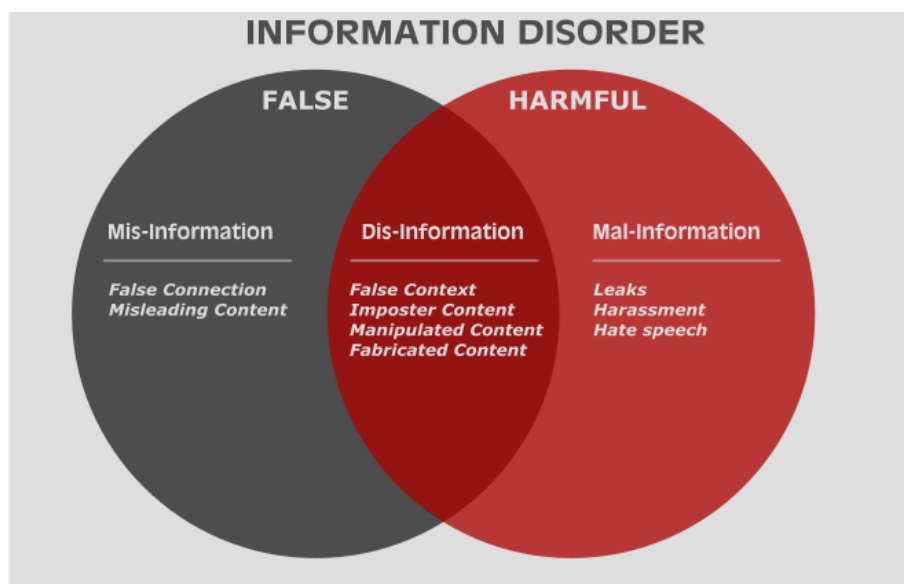 INFORMATION DISORDER
FALSE
HARMFUL
Mis-Information
False Connection
Misleading Content
Dis-Information
False Context
Imposter Content
Manipulated Content
Fabricated Content
Mal-Information
Leaks
Harassment
Hate speech